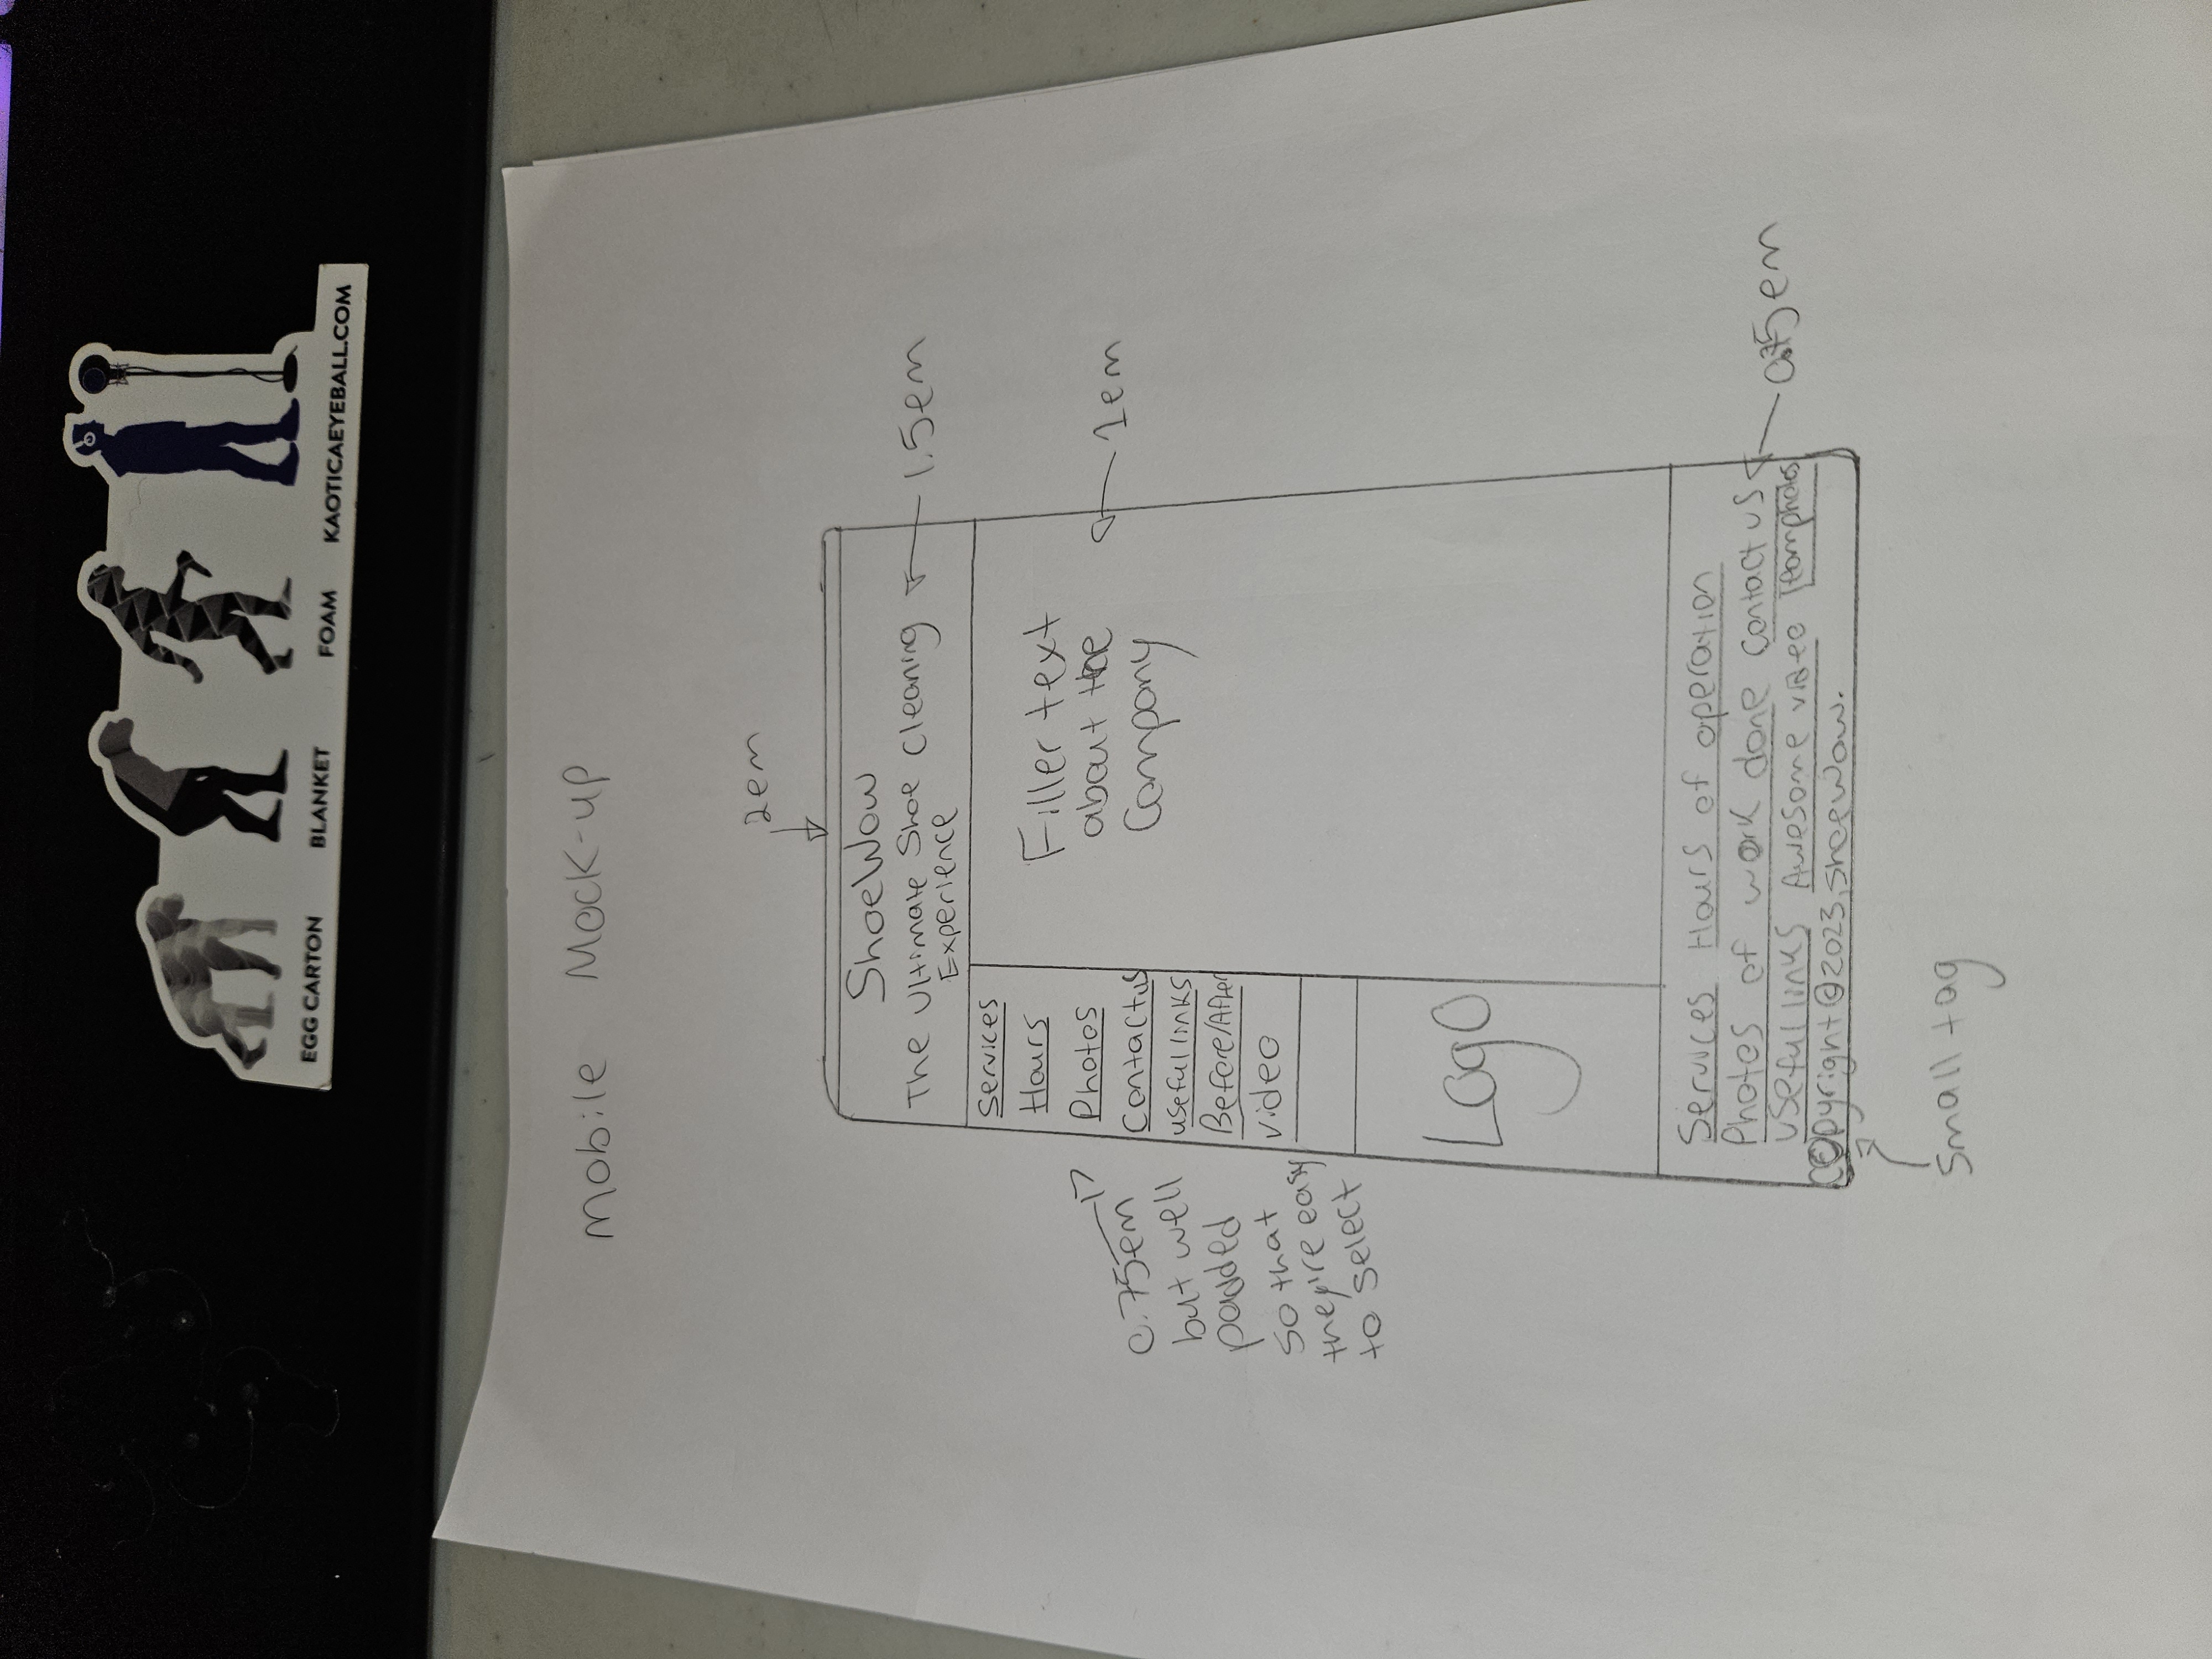 EGG CARTON BLANKET FOAM KAOTICAEYEBALL.COM
Mobile Mock-up
2em
ShoeWow
The Ultimate Shoe Cleaning
Experience
1.5em
Services
Hours
Photos
Contact us
useful links
Before/After
video
0.75em
but well
padded
so that
they're easy
to select
Filler text
about the
Company
1em
Logo
Services Hours of operation
Photos of work done Contact us
useful links Awesome video Team photos
Copyright © 2023, ShoeWow.
0.75em
Small tag